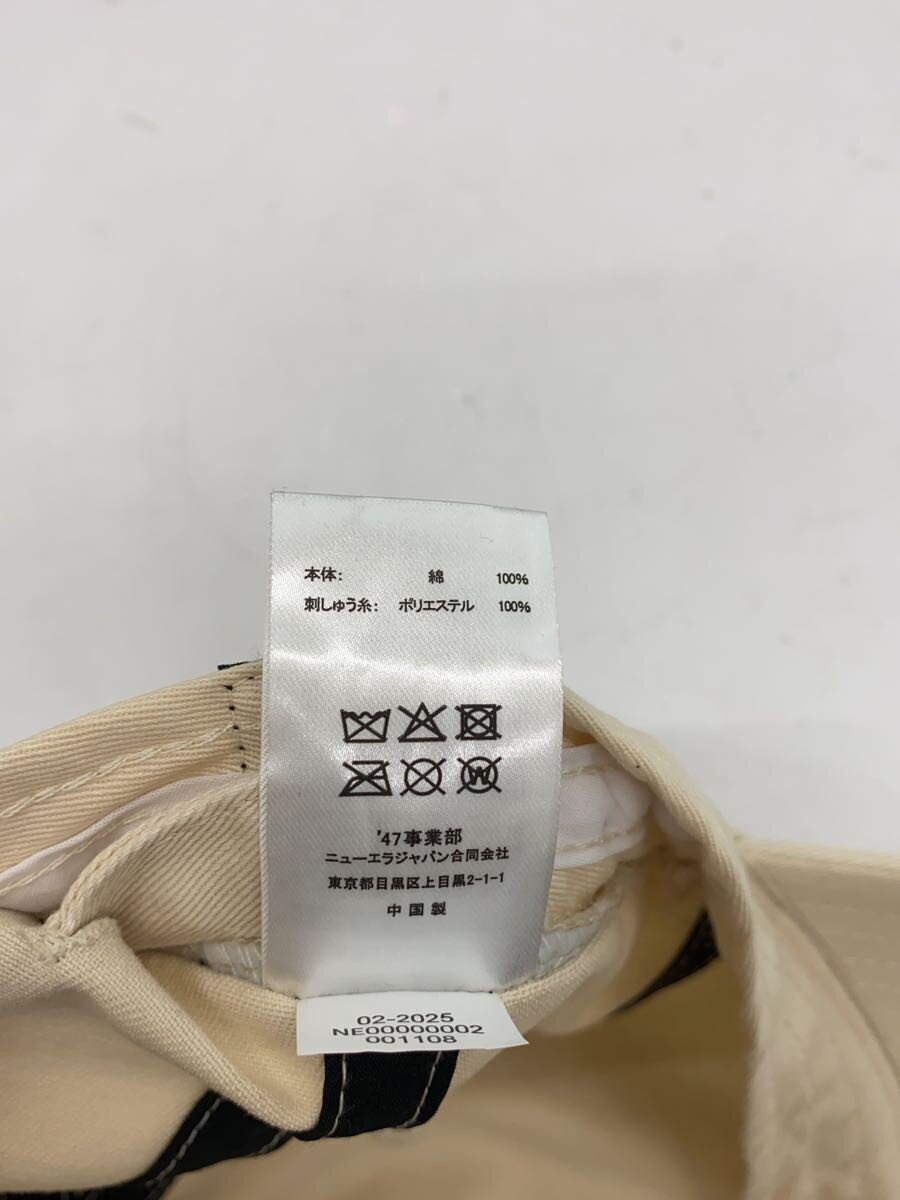 本体: 綿 100%
刺しゅう糸: ポリエステル 100%
'47事業部
ニューエラジャパン合同会社
東京都目黒区上目黒2-1-1
中国製
02-2025
NE00000002
001108